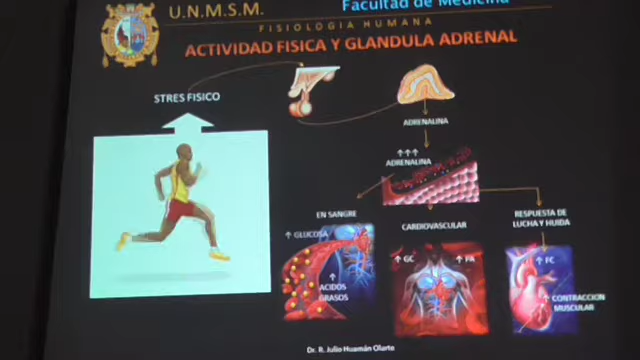 U.N.M.S.M.
Facultad de Medicina
FISIOLOGIA HUMANA
ACTIVIDAD FISICA Y GLANDULA ADRENAL
STRES FISICO
ADRENALINA
↑↑↑
ADRENALINA
EN SANGRE
↑ GLUCOSA
↑
ACIDOS
GRASOS
CARDIOVASCULAR
↑ GC
↑ PA
RESPUESTA DE
LUCHA Y HUIDA
↑ FC
↑ CONTRACCION
MUSCULAR
Dr. R. Julio Huamán Olarte